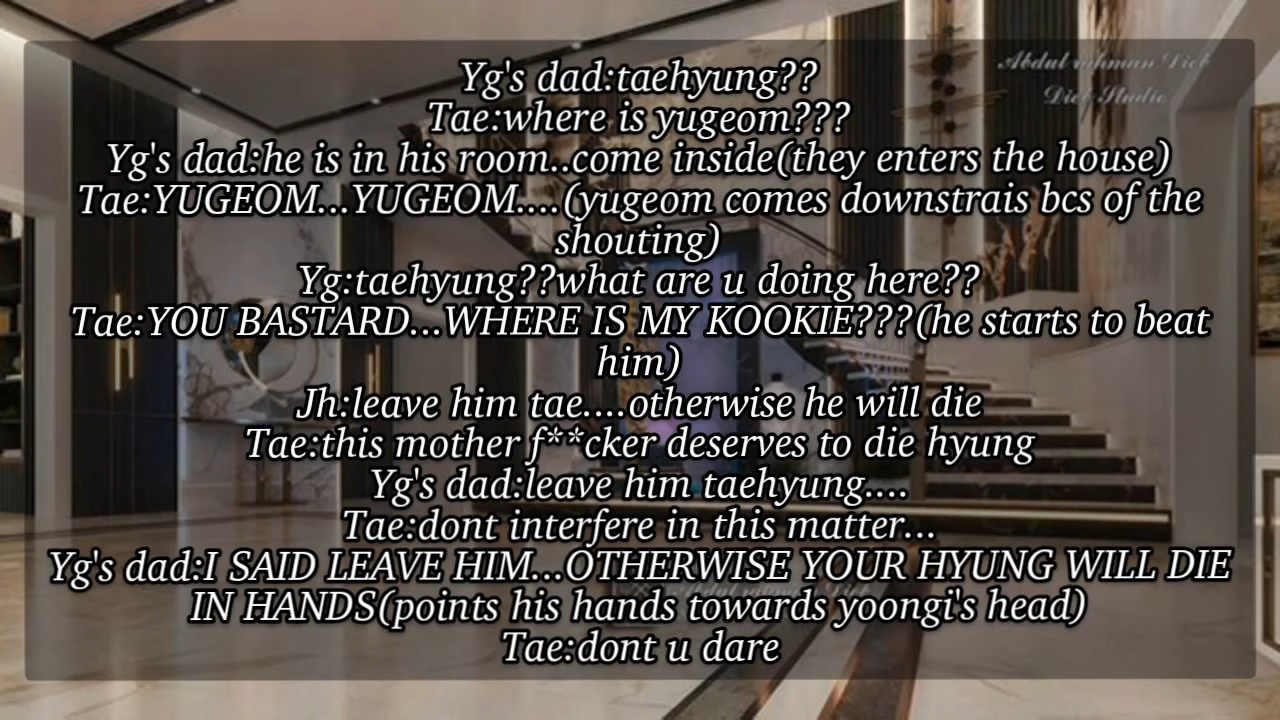 Abdul rahman Dieb
Dieb Studio
Yg's dad:taehyung??
Tae:where is yugeom???
Yg's dad:he is in his room..come inside(they enters the house)
Tae:YUGEOM...YUGEOM....(yugeom comes downstrais bcs of the
shouting)
Yg:taehyung??what are u doing here??
Tae:YOU BASTARD...WHERE IS MY KOOKIE???(he starts to beat
him)
Jh:leave him tae....otherwise he will die
Tae:this mother f**cker deserves to die hyung
Yg's dad:leave him taehyung....
Tae:dont interfere in this matter...
Yg's dad:I SAID LEAVE HIM...OTHERWISE YOUR HYUNG WILL DIE
IN HANDS(points his hands towards yoongi's head)
Tae:dont u dare